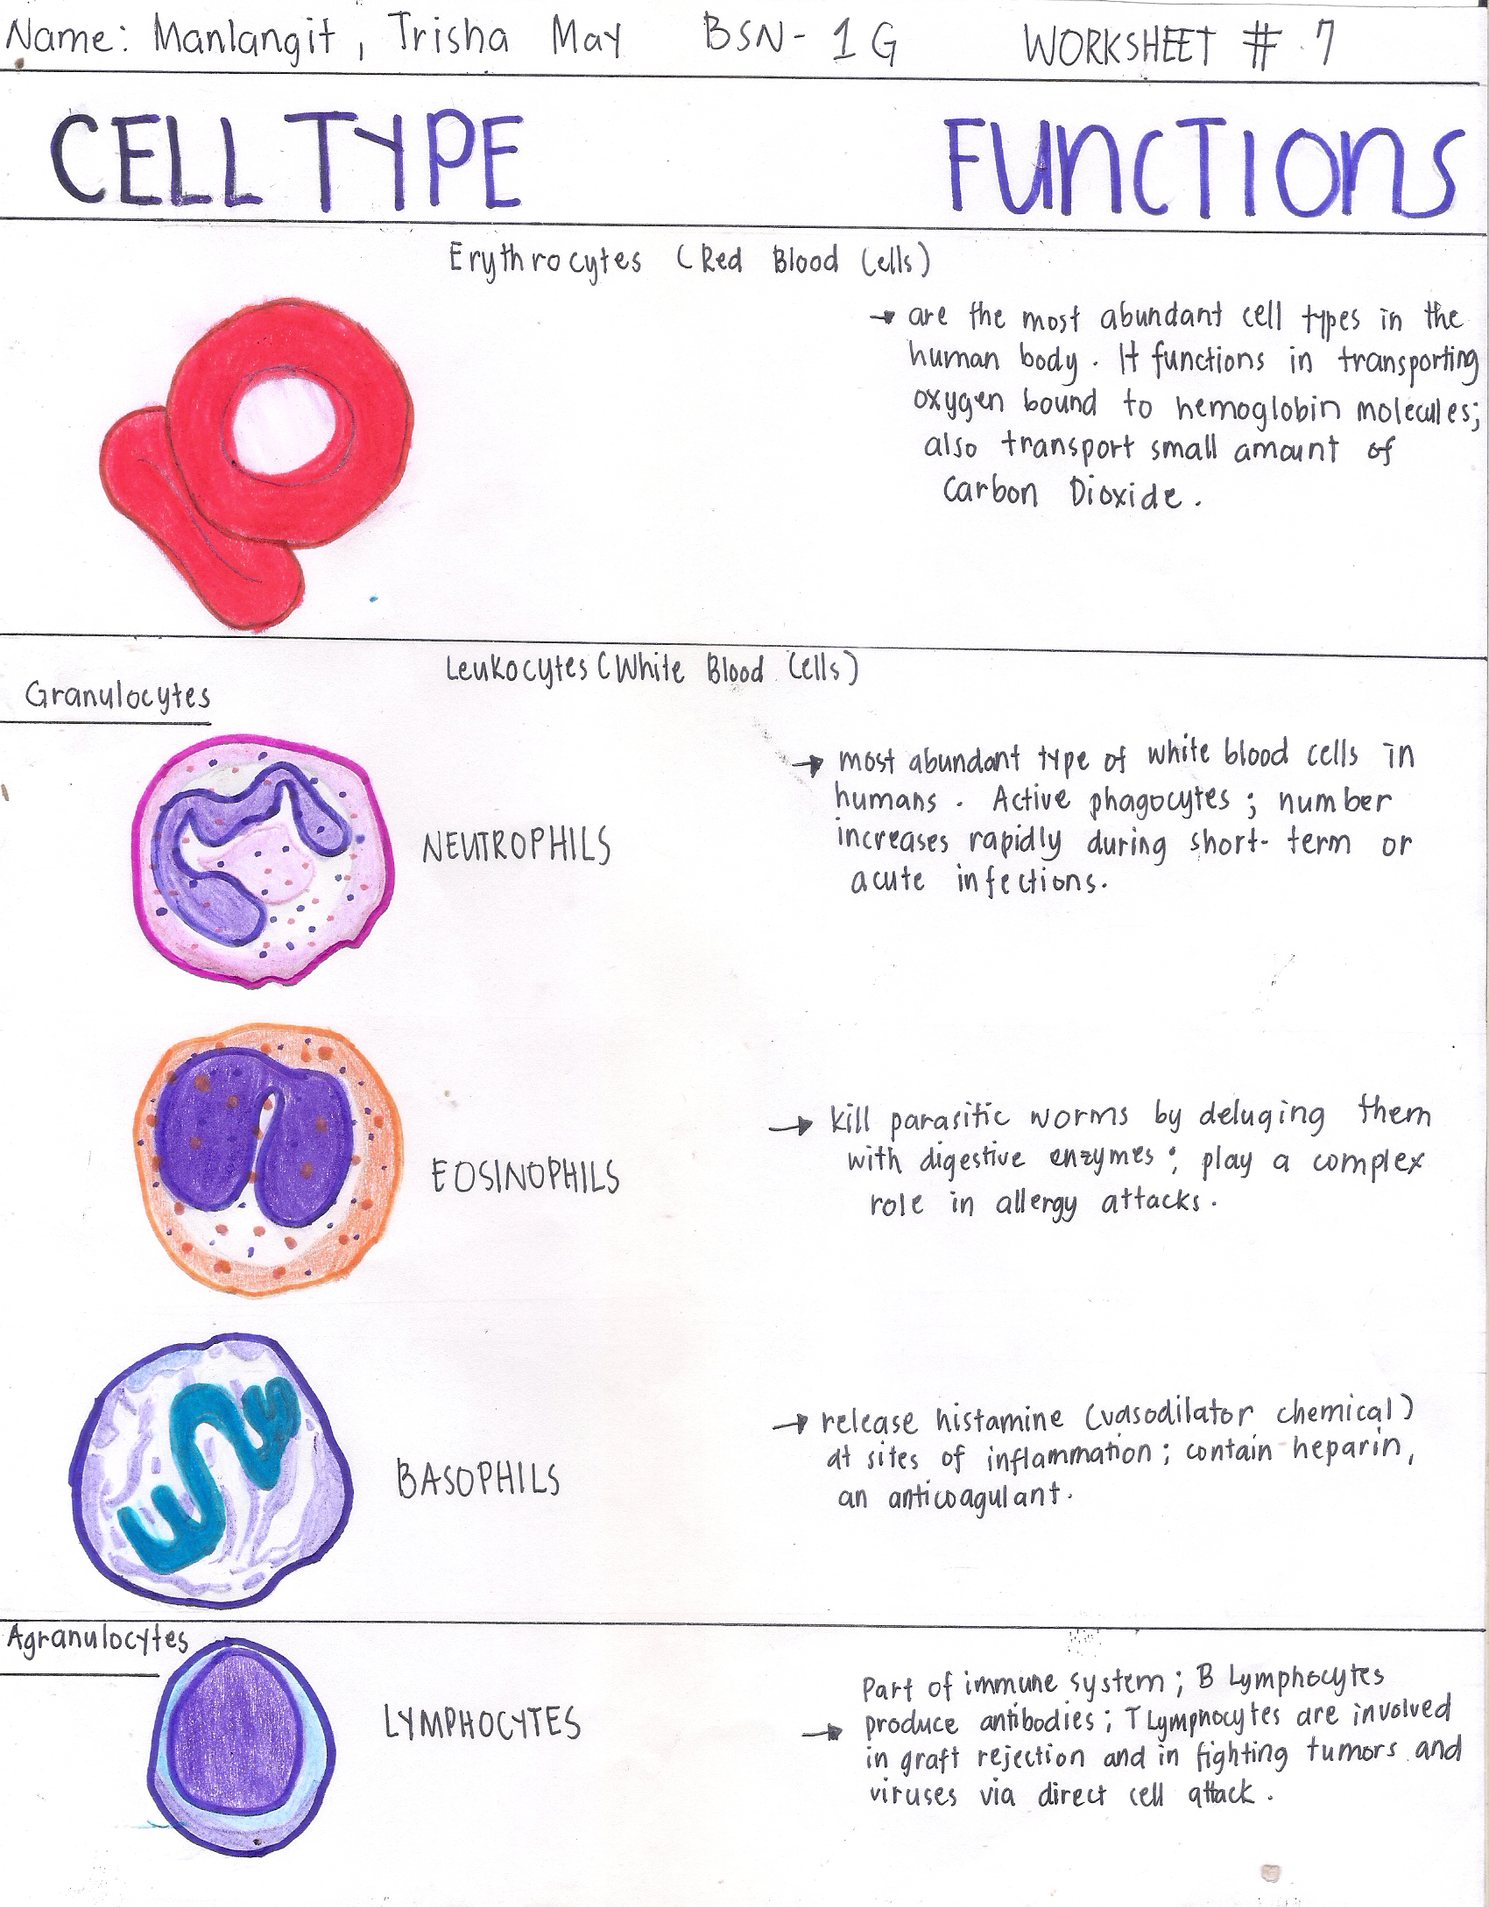 Name: Manlangit, Trisha May BSN-1G WORKSHEET # 7
CELL TYPE FUNCTIONS
Erythrocytes (Red Blood Cells)
→ are the most abundant cell types in the
human body. It functions in transporting
oxygen bound to hemoglobin molecules;
also transport small amount of
Carbon Dioxide.
Leukocytes (White Blood Cells)
Granulocytes
NEUTROPHILS
→ most abundant type of white blood cells in
humans. Active phagocytes; number
increases rapidly during short-term or
acute infections.
EOSINOPHILS
→ kill parasitic worms by deluging them
with digestive enzymes; play a complex
role in allergy attacks.
BASOPHILS
→ release histamine (vasodilator chemical)
at sites of inflammation; contain heparin,
an anticoagulant.
Agranulocytes
LYMPHOCYTES
→ Part of immune system; B Lymphocytes
produce antibodies; T Lymphocytes are involved
in graft rejection and in fighting tumors and
viruses via direct cell attack.